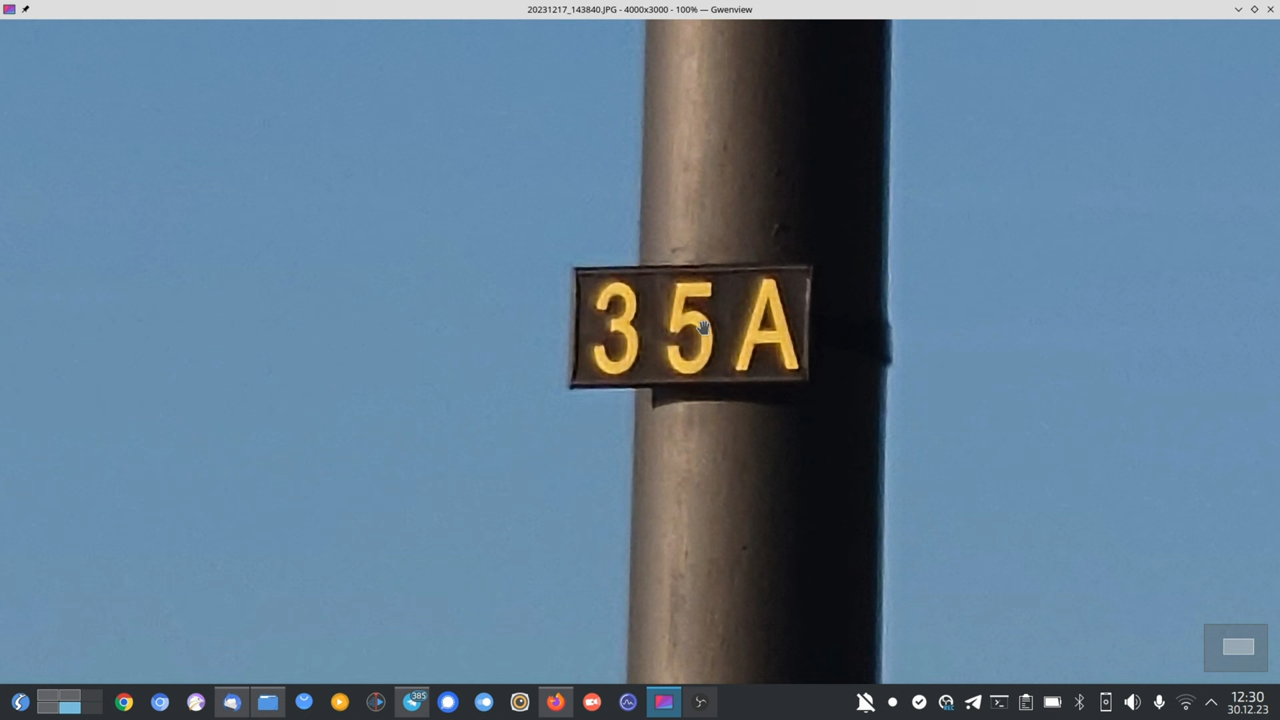 20231217_143840.JPG - 4000x3000 - 100% — Gwenview
35A
385
12:30
30.12.23